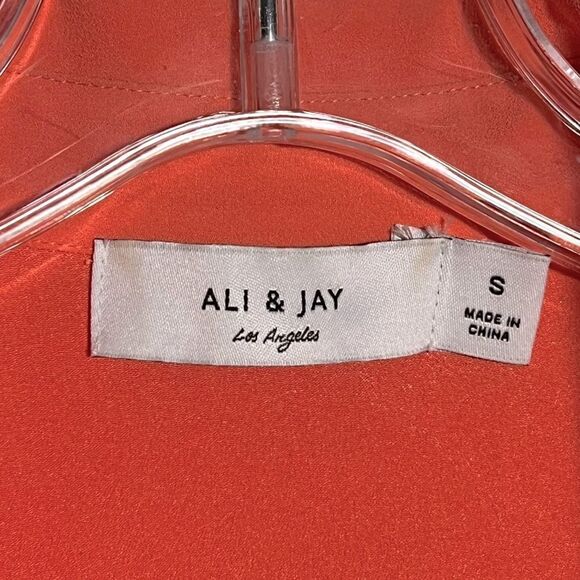 ALI & JAY
Los Angeles
S
MADE IN
CHINA